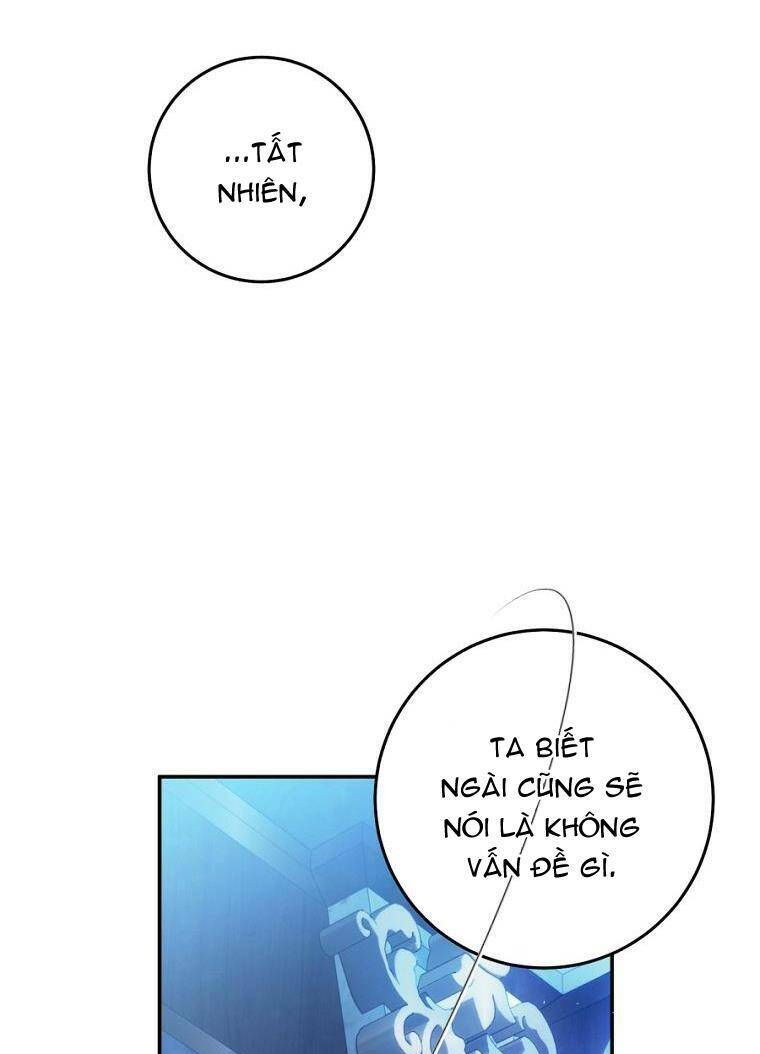 ...TẤT
NHIÊN,
TA BIẾT
NGÀI CŨNG SẼ
NÓI LÀ KHÔNG
VẤN ĐỀ GÌ.